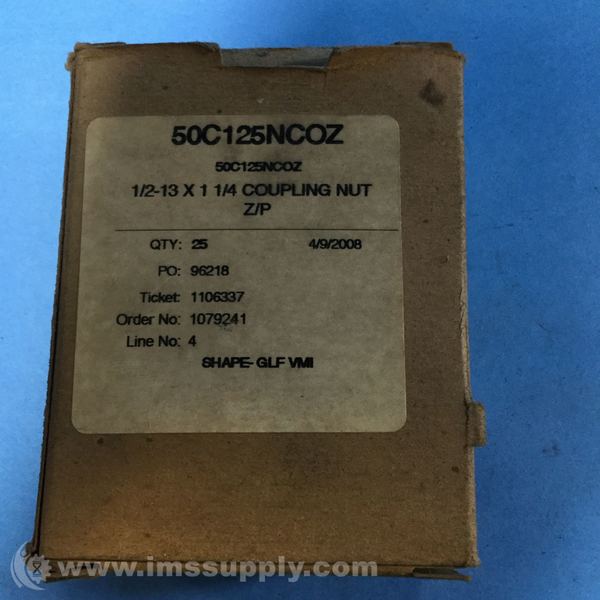 50C125NCOZ
50C125NCOZ
1/2-13 X 1 1/4 COUPLING NUT
Z/P
QTY: 25 4/9/2008
PO: 96218
Ticket: 1106337
Order No: 1079241
Line No: 4
SHAPE- GLF VMI
www.imssupply.com/